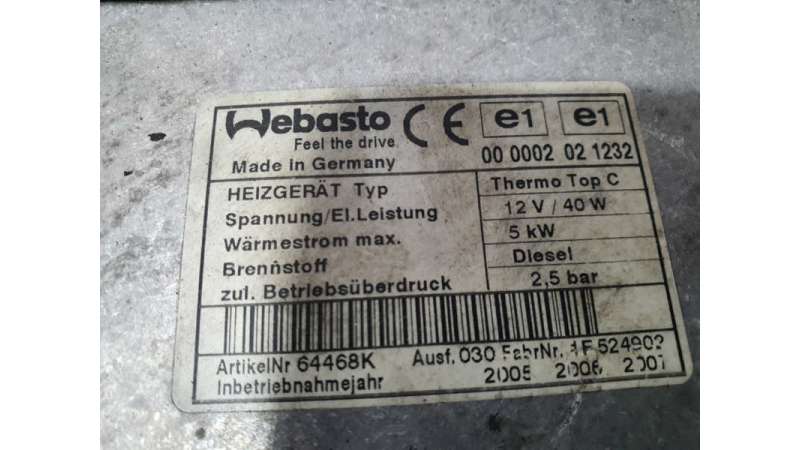 Webasto CE e1 e1
Feel the drive
Made in Germany 00 0002 02 1232
HEIZGERÄT Typ Thermo Top C
Spannung/El.Leistung 12 V / 40 W
Wärmestrom max. 5 kW
Brennstoff Diesel
zul. Betriebsüberdruck 2,5 bar
ArtikelNr 64468K Ausf. 030 FabrNr.
Inbetriebnahmejahr 2005 2006 2007